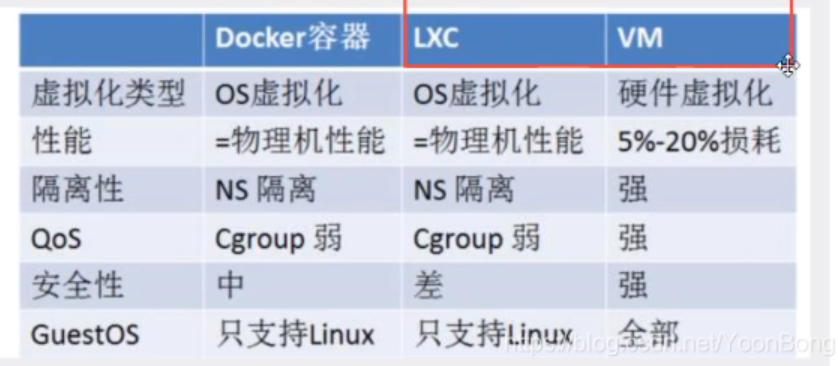 Docker容器 LXC VM
虚拟化类型 OS虚拟化 OS虚拟化 硬件虚拟化
性能 =物理机性能 =物理机性能 5%-20%损耗
隔离性 NS 隔离 NS 隔离 强
QoS Cgroup 弱 Cgroup 弱 强
安全性 中 差 强
GuestOS 只支持Linux 只支持Linux 全部
https://blog.csdn.net/YoonBong